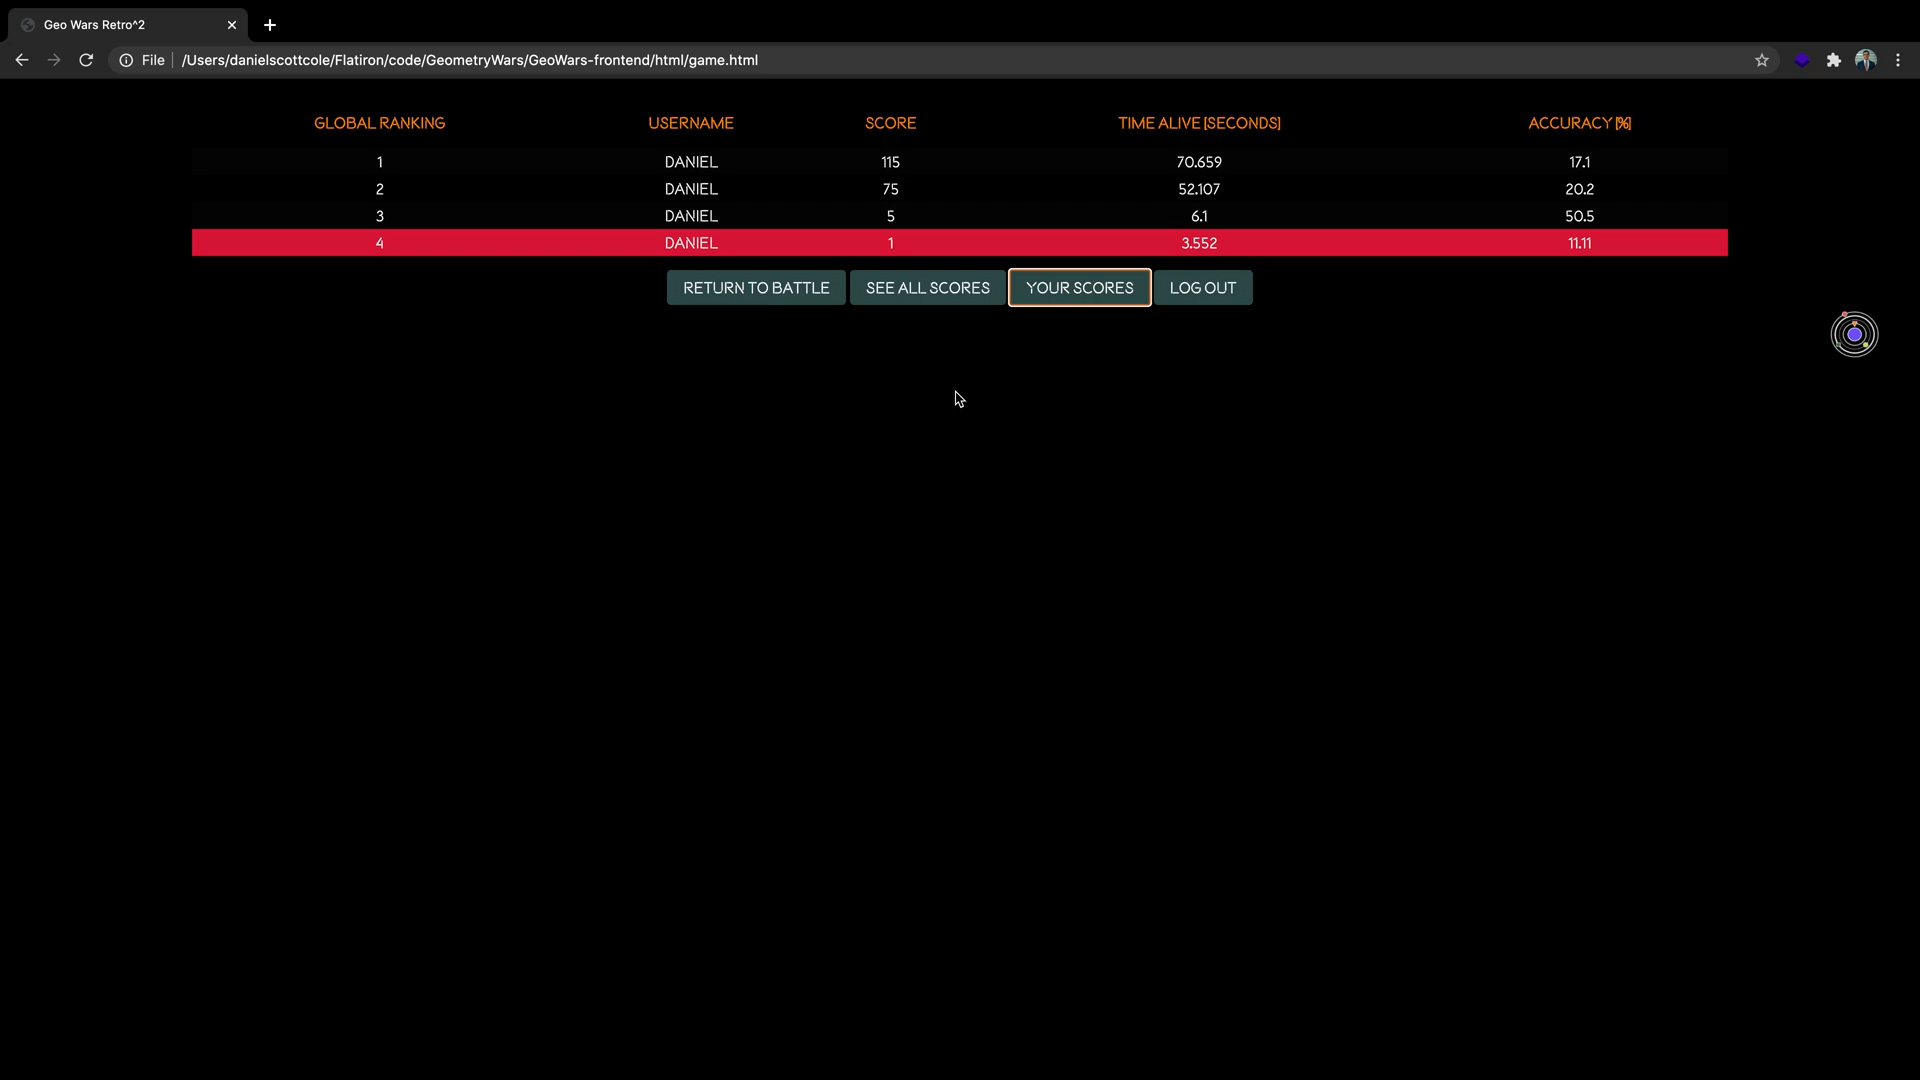 Geo Wars Retro^2
File /Users/danielscottcole/Flatiron/code/GeometryWars/GeoWars-frontend/html/game.html
GLOBAL RANKING USERNAME SCORE TIME ALIVE [SECONDS] ACCURACY [%]
1 DANIEL 115 70.659 17.1
2 DANIEL 75 52.107 20.2
3 DANIEL 5 6.1 50.5
4 DANIEL 1 3.552 11.11
RETURN TO BATTLE SEE ALL SCORES YOUR SCORES LOG OUT